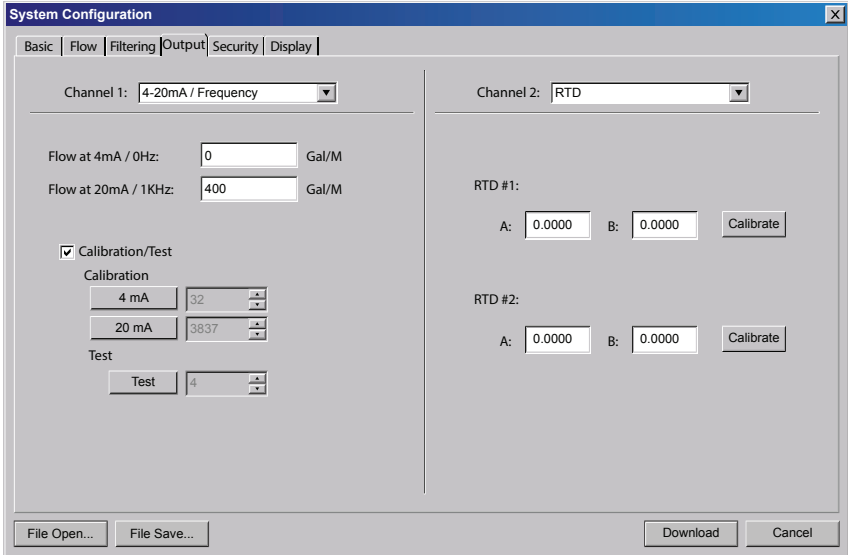 System Configuration X
Basic Flow Filtering Output Security Display
Channel 1: 4-20mA / Frequency
Flow at 4mA / 0Hz: 0 Gal/M
Flow at 20mA / 1KHz: 400 Gal/M
Calibration/Test
Calibration
4 mA 32
20 mA 3837
Test
Test 4
Channel 2: RTD
RTD #1:
A: 0.0000 B: 0.0000 Calibrate
RTD #2:
A: 0.0000 B: 0.0000 Calibrate
File Open... File Save... Download Cancel